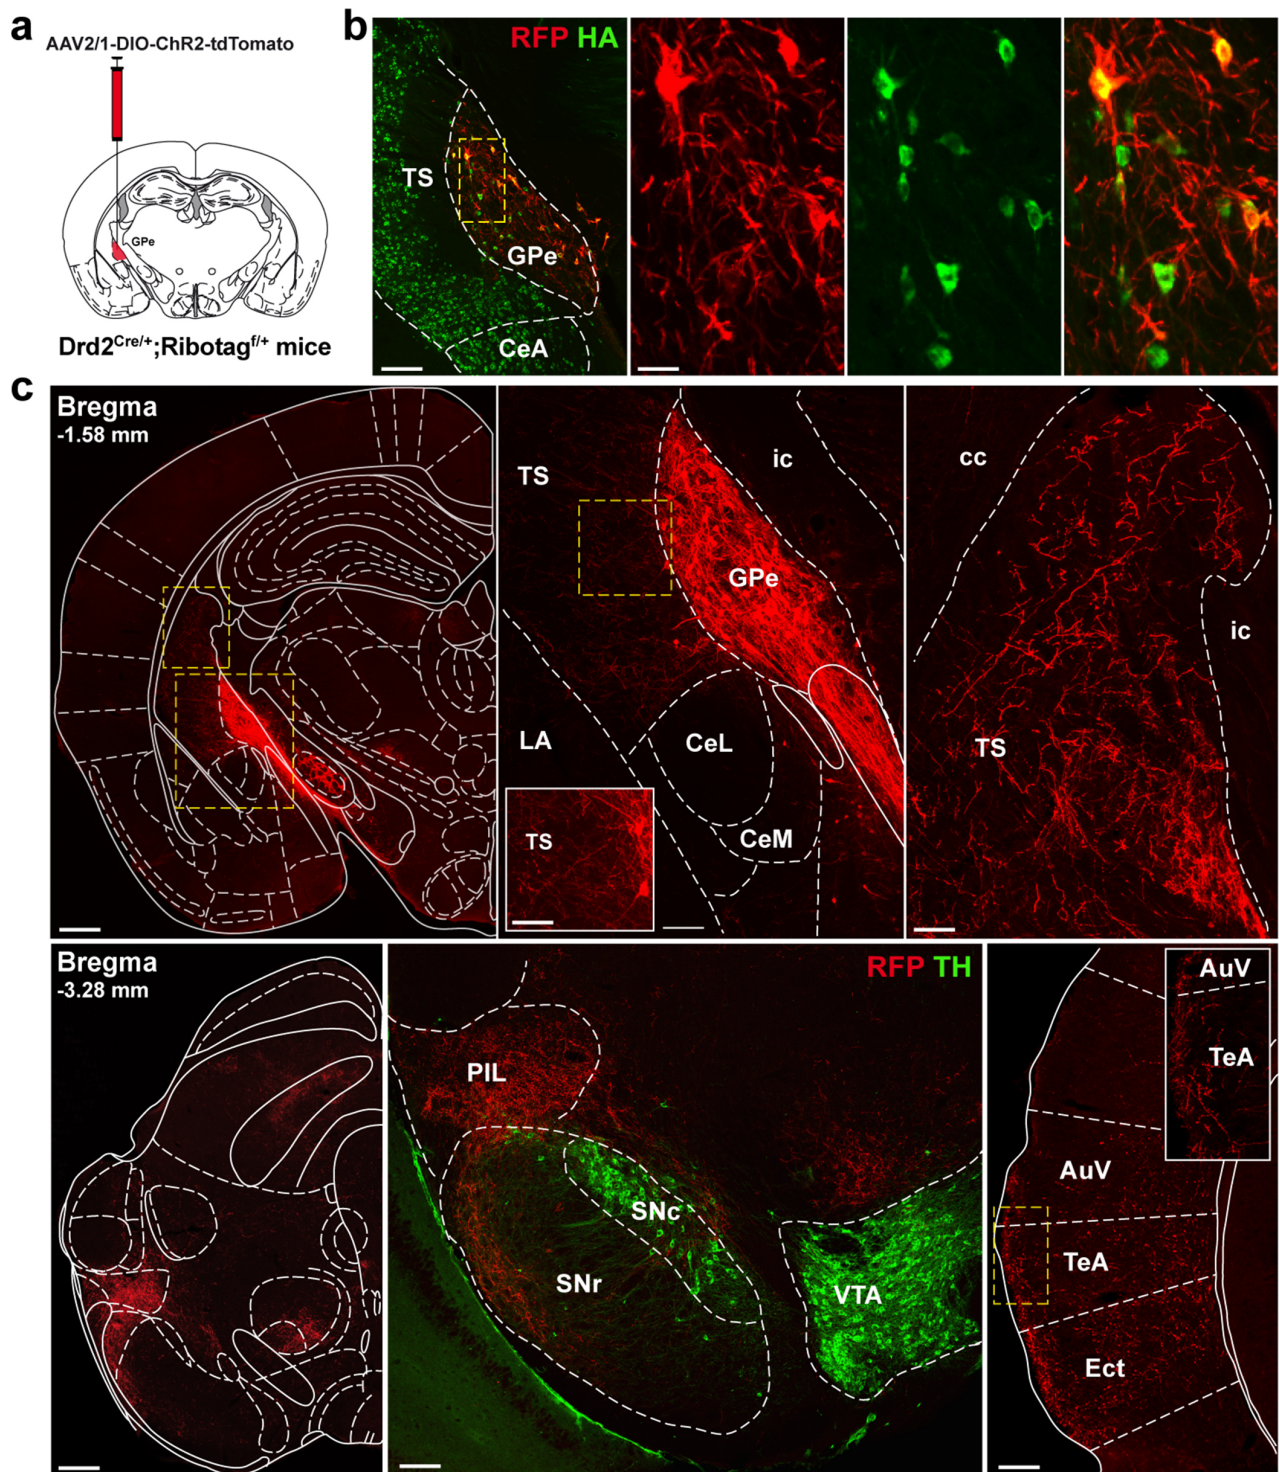 a
AAV2/1-DIO-ChR2-tdTomato
GPe
Drd2Cre/+;Ribotagf/+ mice
b
RFP HA
TS
GPe
CeA
c
Bregma
-1.58 mm
TS
ic
GPe
LA
CeL
CeM
TS
cc
ic
TS
Bregma
-3.28 mm
RFP TH
PIL
SNc
SNr
VTA
AuV
TeA
AuV
TeA
Ect